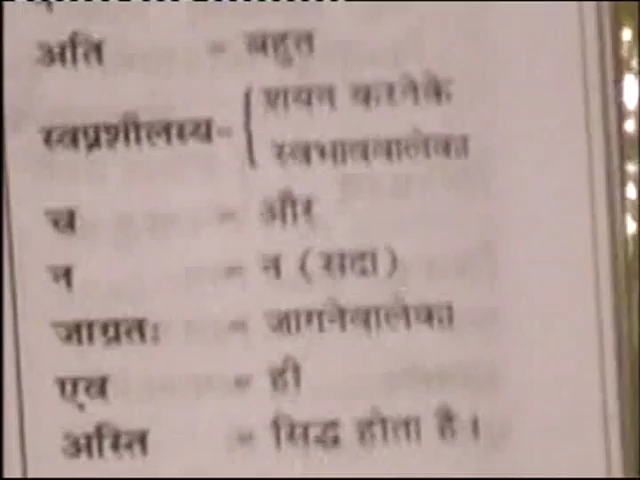 अति = बहुत
स्वप्नशीलस्य= { शयन करनेके
स्वभाववालेका
च = और
न = न (सदा)
जाग्रतः = जागनेवालेका
एव = ही
अस्ति = सिद्ध होता है।